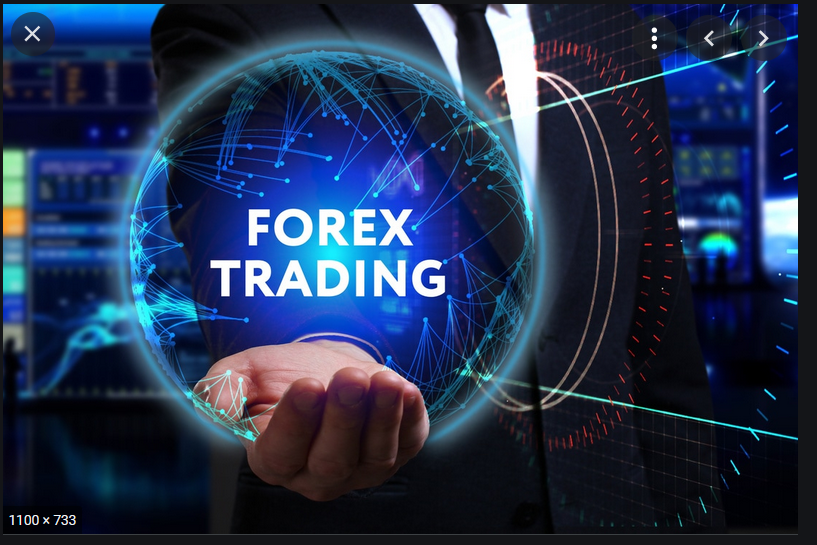 FOREX
TRADING
1100 × 733